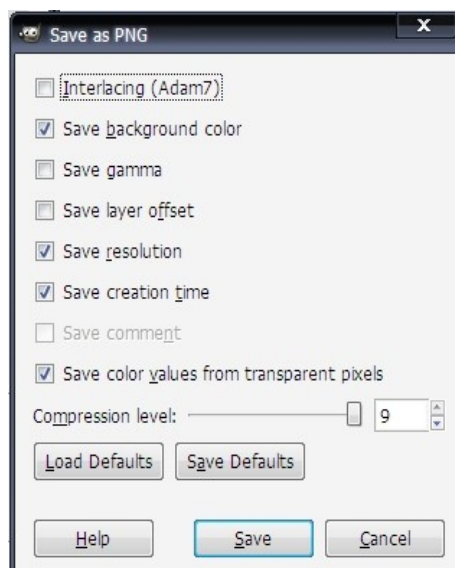 Save as PNG
X
Interlacing (Adam7)
Save background color
Save gamma
Save layer offset
Save resolution
Save creation time
Save comment
Save color values from transparent pixels
Compression level: 9
Load Defaults Save Defaults
Help Save Cancel